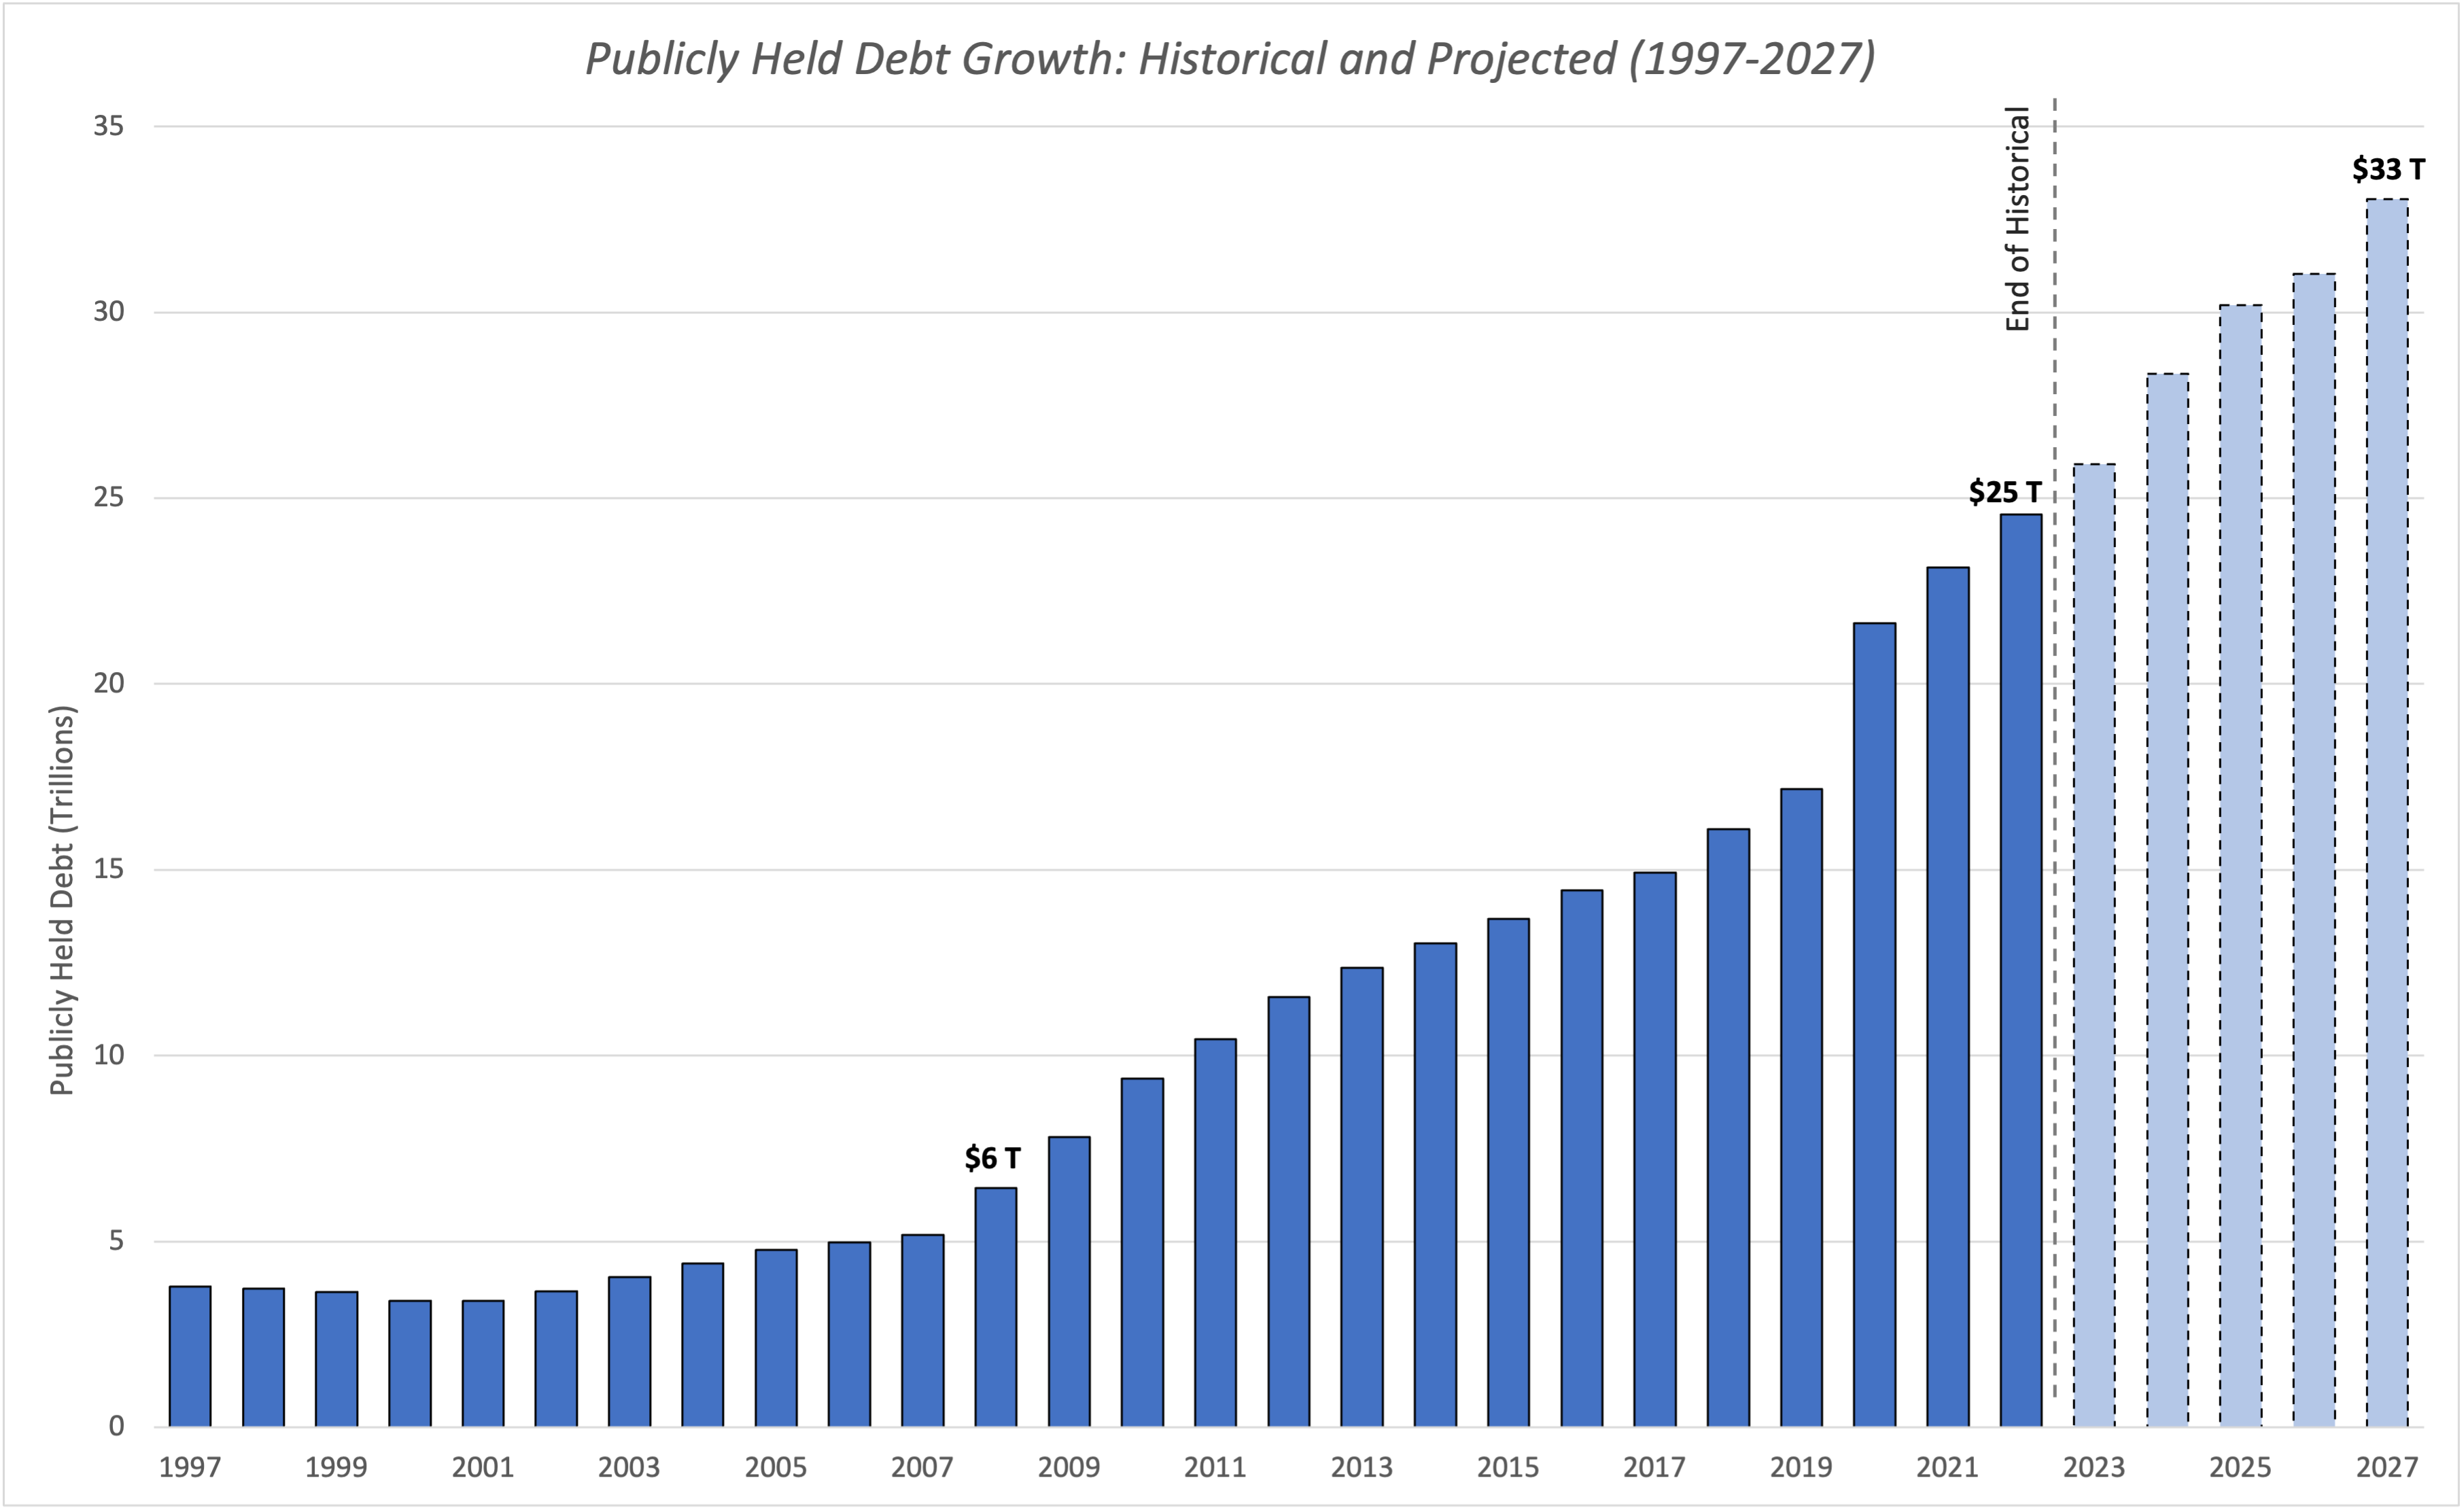 Publicly Held Debt Growth: Historical and Projected (1997-2027)
Publicly Held Debt (Trillions)
35
30
25
20
15
10
5
0
End of Historical
$33 T
$25 T
$6 T
1997 1999 2001 2003 2005 2007 2009 2011 2013 2015 2017 2019 2021 2023 2025 2027